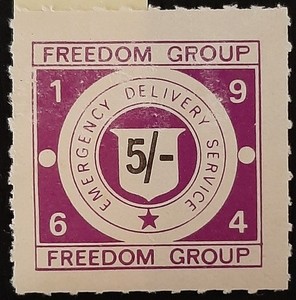 FREEDOM GROUP
1 9
EMERGENCY DELIVERY SERVICE
5/-
6 4
FREEDOM GROUP